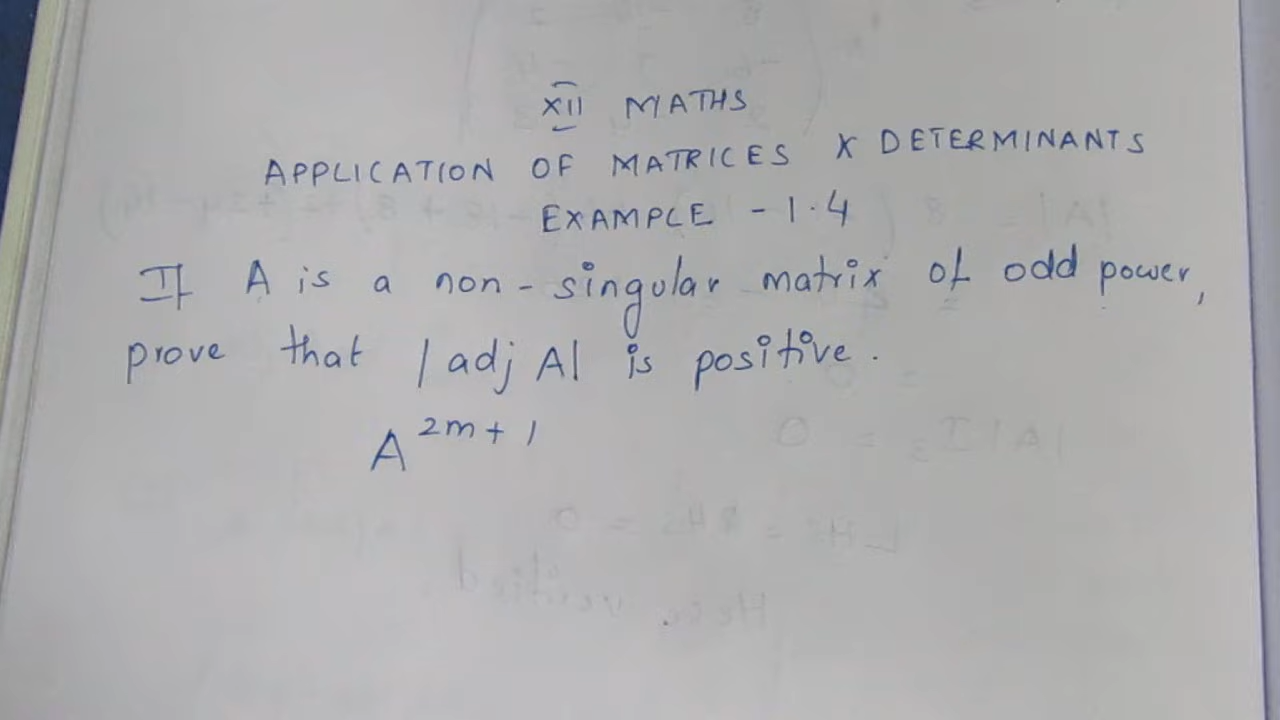 XII MATHS
APPLICATION OF MATRICES & DETERMINANTS
EXAMPLE - 1.4
If A is a non-singular matrix of odd power,
prove that |adj A| is positive.
A^{2m+1}